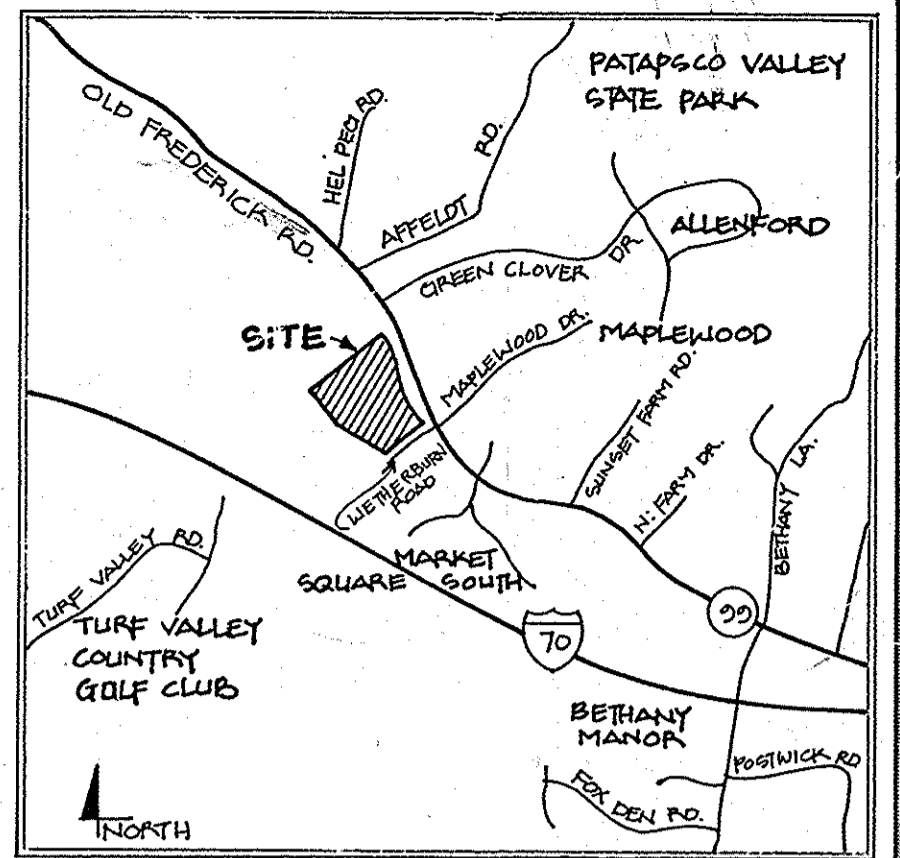 PATAPSCO VALLEY
STATE PARK
OLD FREDERICK RD.
HEL PEO RD.
AFFELDT RD.
GREEN CLOVER DR
ALLENFORD
SITE
MAPLEWOOD DR.
MAPLEWOOD
SUNSET FARM RD.
N. FARM DR.
BETHANY LA.
WETHERBURN
ROAD
MARKET
SQUARE SOUTH
TURF VALLEY RD.
TURF VALLEY
COUNTRY
GOLF CLUB
70
99
BETHANY
MANOR
POSTWICK RD
FOX DEN RD.
NORTH